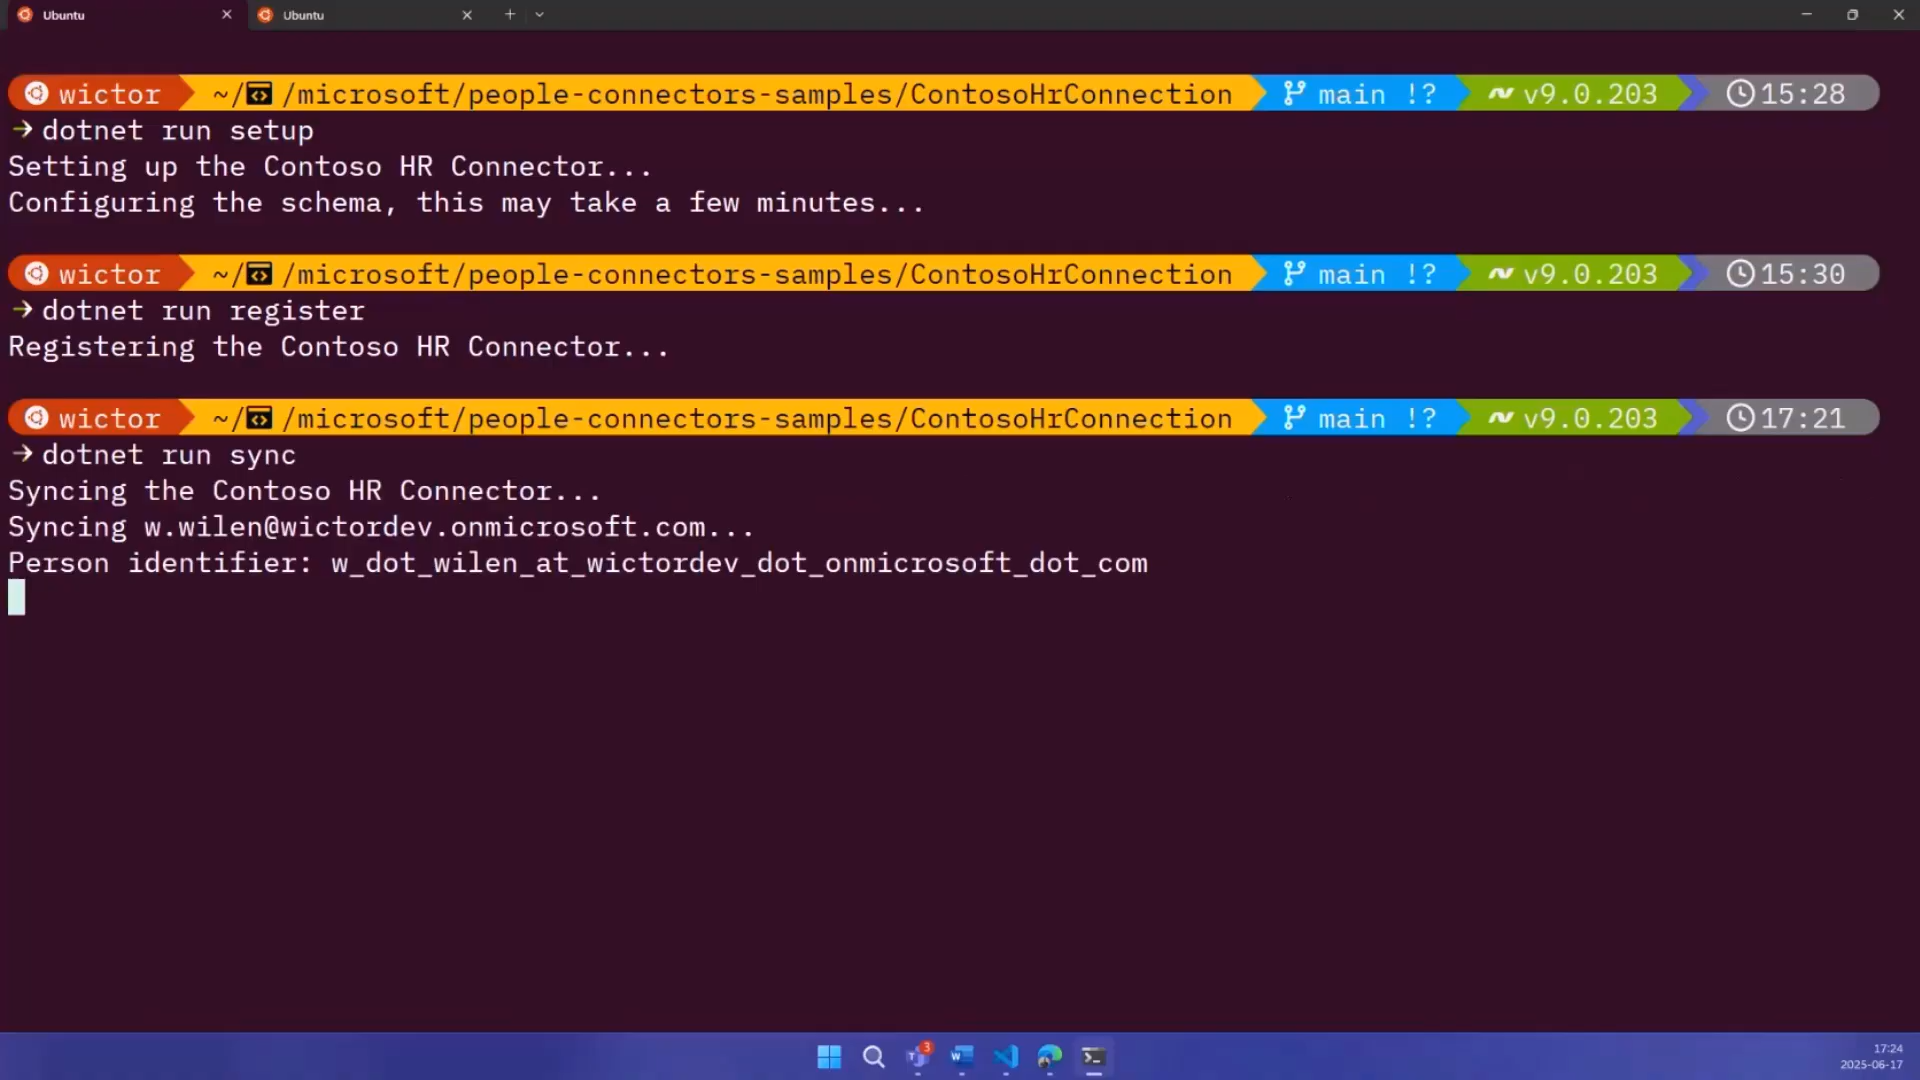 Ubuntu
Ubuntu
wictor ~/ /microsoft/people-connectors-samples/ContosoHrConnection main !? v9.0.203 15:28
→ dotnet run setup
Setting up the Contoso HR Connector...
Configuring the schema, this may take a few minutes...
wictor ~/ /microsoft/people-connectors-samples/ContosoHrConnection main !? v9.0.203 15:30
→ dotnet run register
Registering the Contoso HR Connector...
wictor ~/ /microsoft/people-connectors-samples/ContosoHrConnection main !? v9.0.203 17:21
→ dotnet run sync
Syncing the Contoso HR Connector...
Syncing w.wilen@wictordev.onmicrosoft.com...
Person identifier: w_dot_wilen_at_wictordev_dot_onmicrosoft_dot_com
3
17:24
2025-06-17